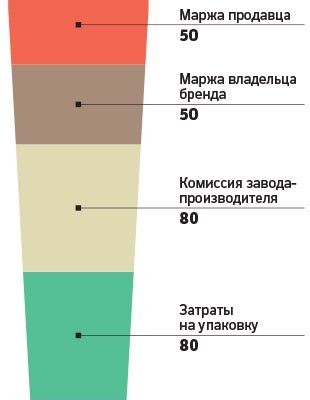 Маржа продавца
50
Маржа владельца
бренда
50
Комиссия завода-
производителя
80
Затраты
на упаковку
80